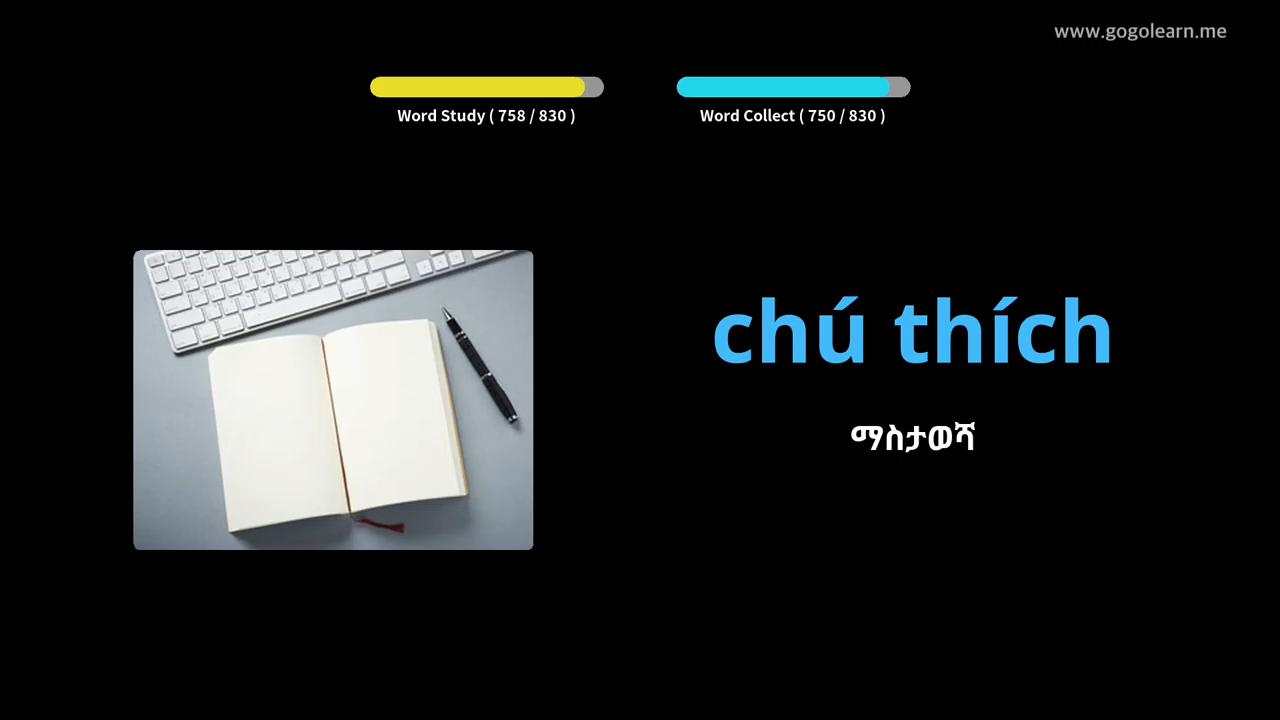 www.gogolearn.me
Word Study ( 758 / 830 )
Word Collect ( 750 / 830 )
chú thích
ማስታወሻ